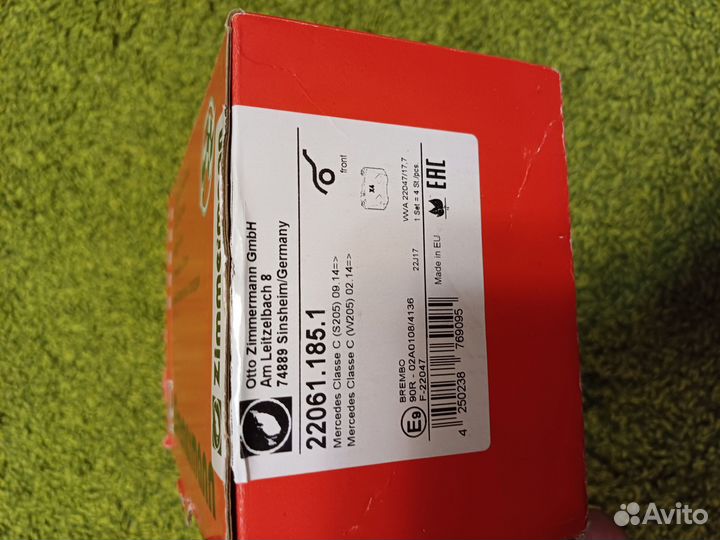 Zimmermann
Otto Zimmermann GmbH
Am Leitzelbach 8
74889 Sinsheim/Germany
22061.185.1
Mercedes Classe C (S205) 09.14=>
Mercedes Classe C (W205) 02.14=>
front
X4
WVA 22047/17,7
1 Set = 4 St./pcs.
EAC
22J17
Made in EU
E9
BREMBO
90R - 02A0108/4136
F-22047
4 250238 769095
Avito